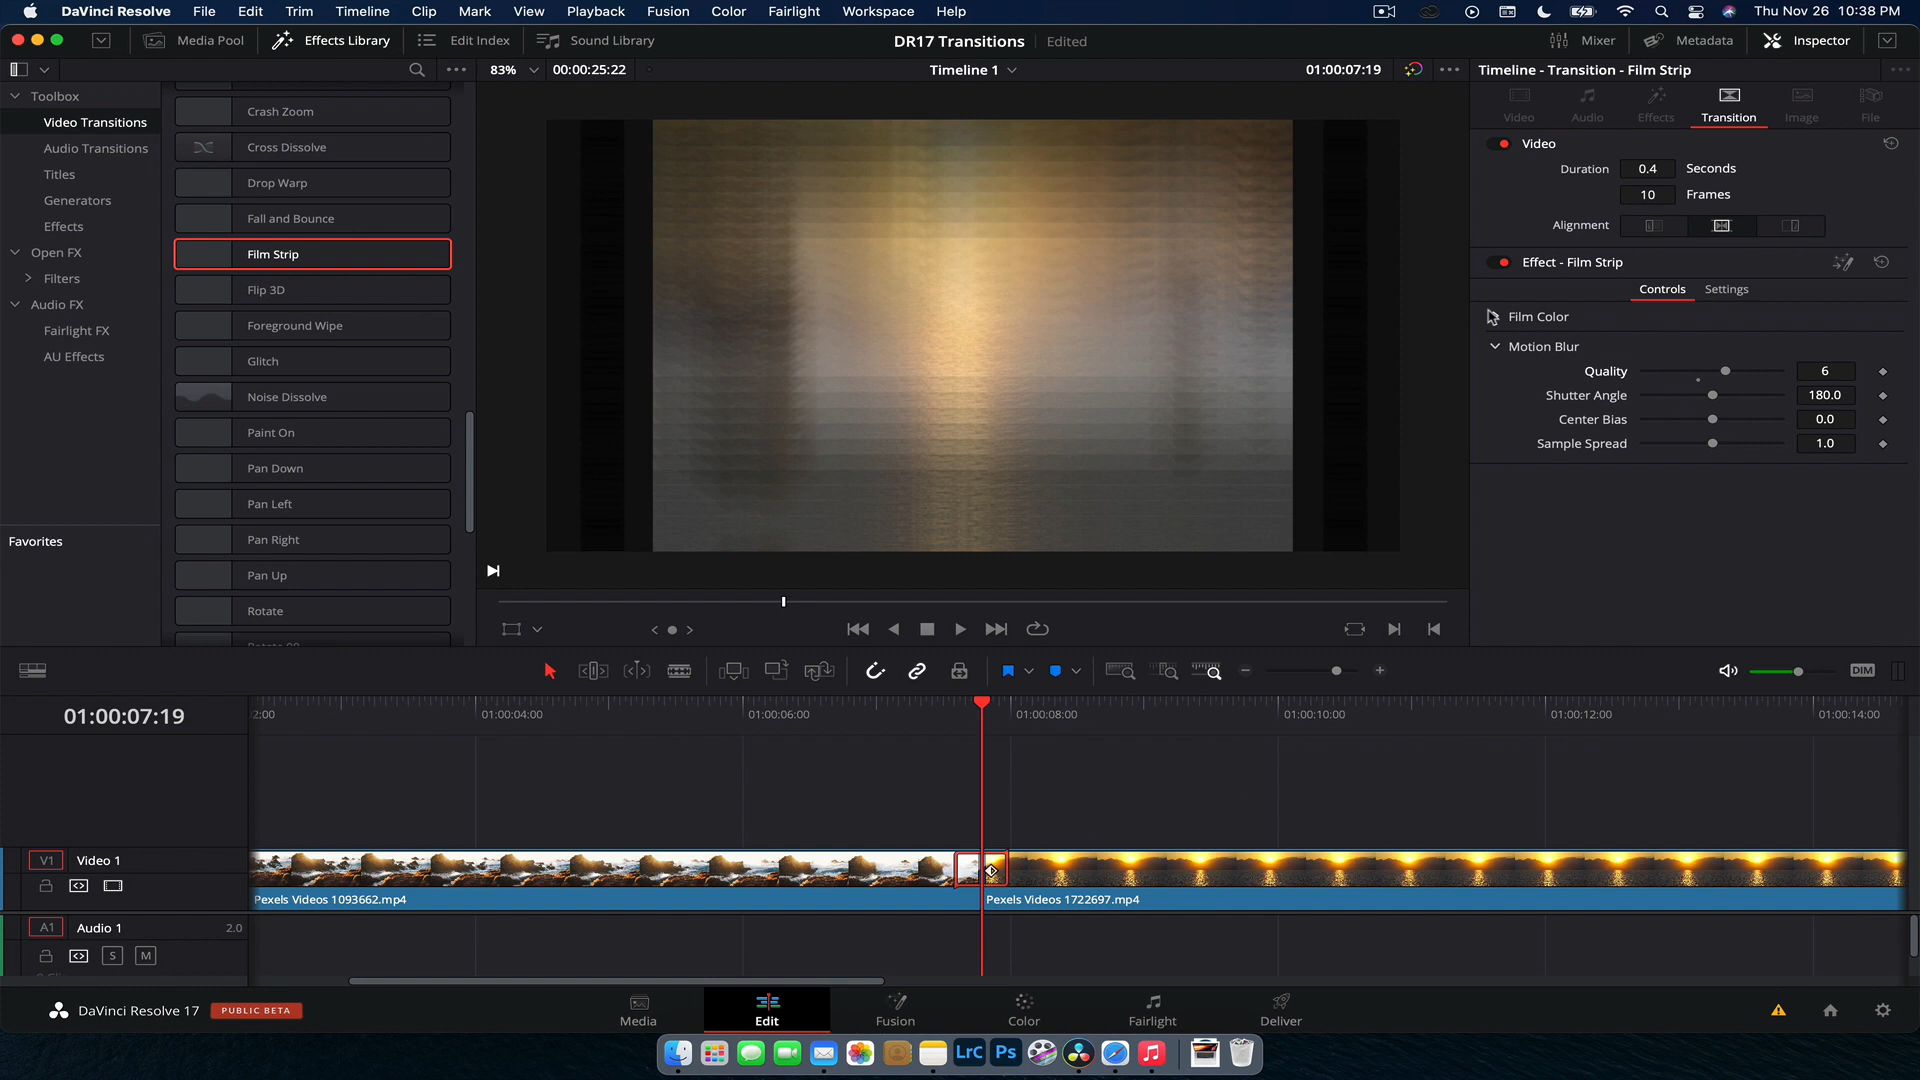 DaVinci Resolve File Edit Trim Timeline Clip Mark View Playback Fusion Color Fairlight Workspace Help Thu Nov 26 10:38 PM
Media Pool Effects Library Edit Index Sound Library DR17 Transitions Edited Mixer Metadata Inspector
83% 00:00:25:22 Timeline 1 01:00:07:19 Timeline - Transition - Film Strip
Toolbox
Video Transitions
Audio Transitions
Titles
Generators
Effects
Open FX
Filters
Audio FX
Fairlight FX
AU Effects
Favorites
Crash Zoom
Cross Dissolve
Drop Warp
Fall and Bounce
Film Strip
Flip 3D
Foreground Wipe
Glitch
Noise Dissolve
Paint On
Pan Down
Pan Left
Pan Right
Pan Up
Rotate
Video Audio Effects Transition Image File
Video
Duration 0.4 Seconds
10 Frames
Alignment
Effect - Film Strip
Controls Settings
Film Color
Motion Blur
Quality 6
Shutter Angle 180.0
Center Bias 0.0
Sample Spread 1.0
DIM
01:00:07:19
2:00 01:00:04:00 01:00:06:00 01:00:08:00 01:00:10:00 01:00:12:00 01:00:14:00
V1 Video 1
Pexels Videos 1093662.mp4 Pexels Videos 1722697.mp4
A1 Audio 1 2.0
S M
DaVinci Resolve 17 PUBLIC BETA
Media Edit Fusion Color Fairlight Deliver
LrC Ps